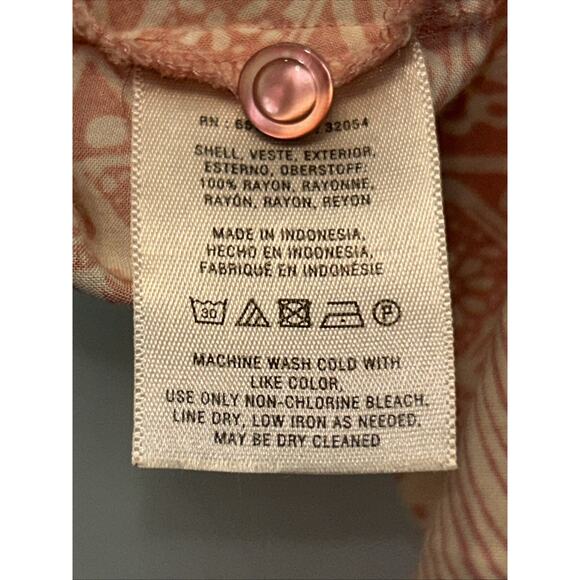 RN : 32054
SHELL, VESTE, EXTERIOR,
ESTERNO, OBERSTOFF:
100% RAYON, RAYONNE,
RAYON, RAYÓN, REYON
MADE IN INDONESIA,
HECHO EN INDONESIA,
FABRIQUÉ EN INDONÉSIE
30 P
MACHINE WASH COLD WITH
LIKE COLOR,
USE ONLY NON-CHLORINE BLEACH.
LINE DRY, LOW IRON AS NEEDED.
MAY BE DRY CLEANED